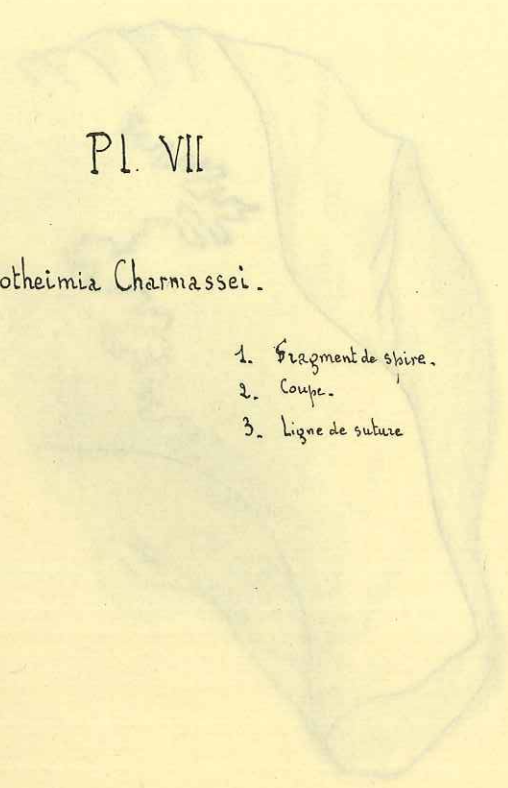 Pl. VII
otheimia Charmassei.
1. Fragment de spire.
2. Coupe.
3. Ligne de suture